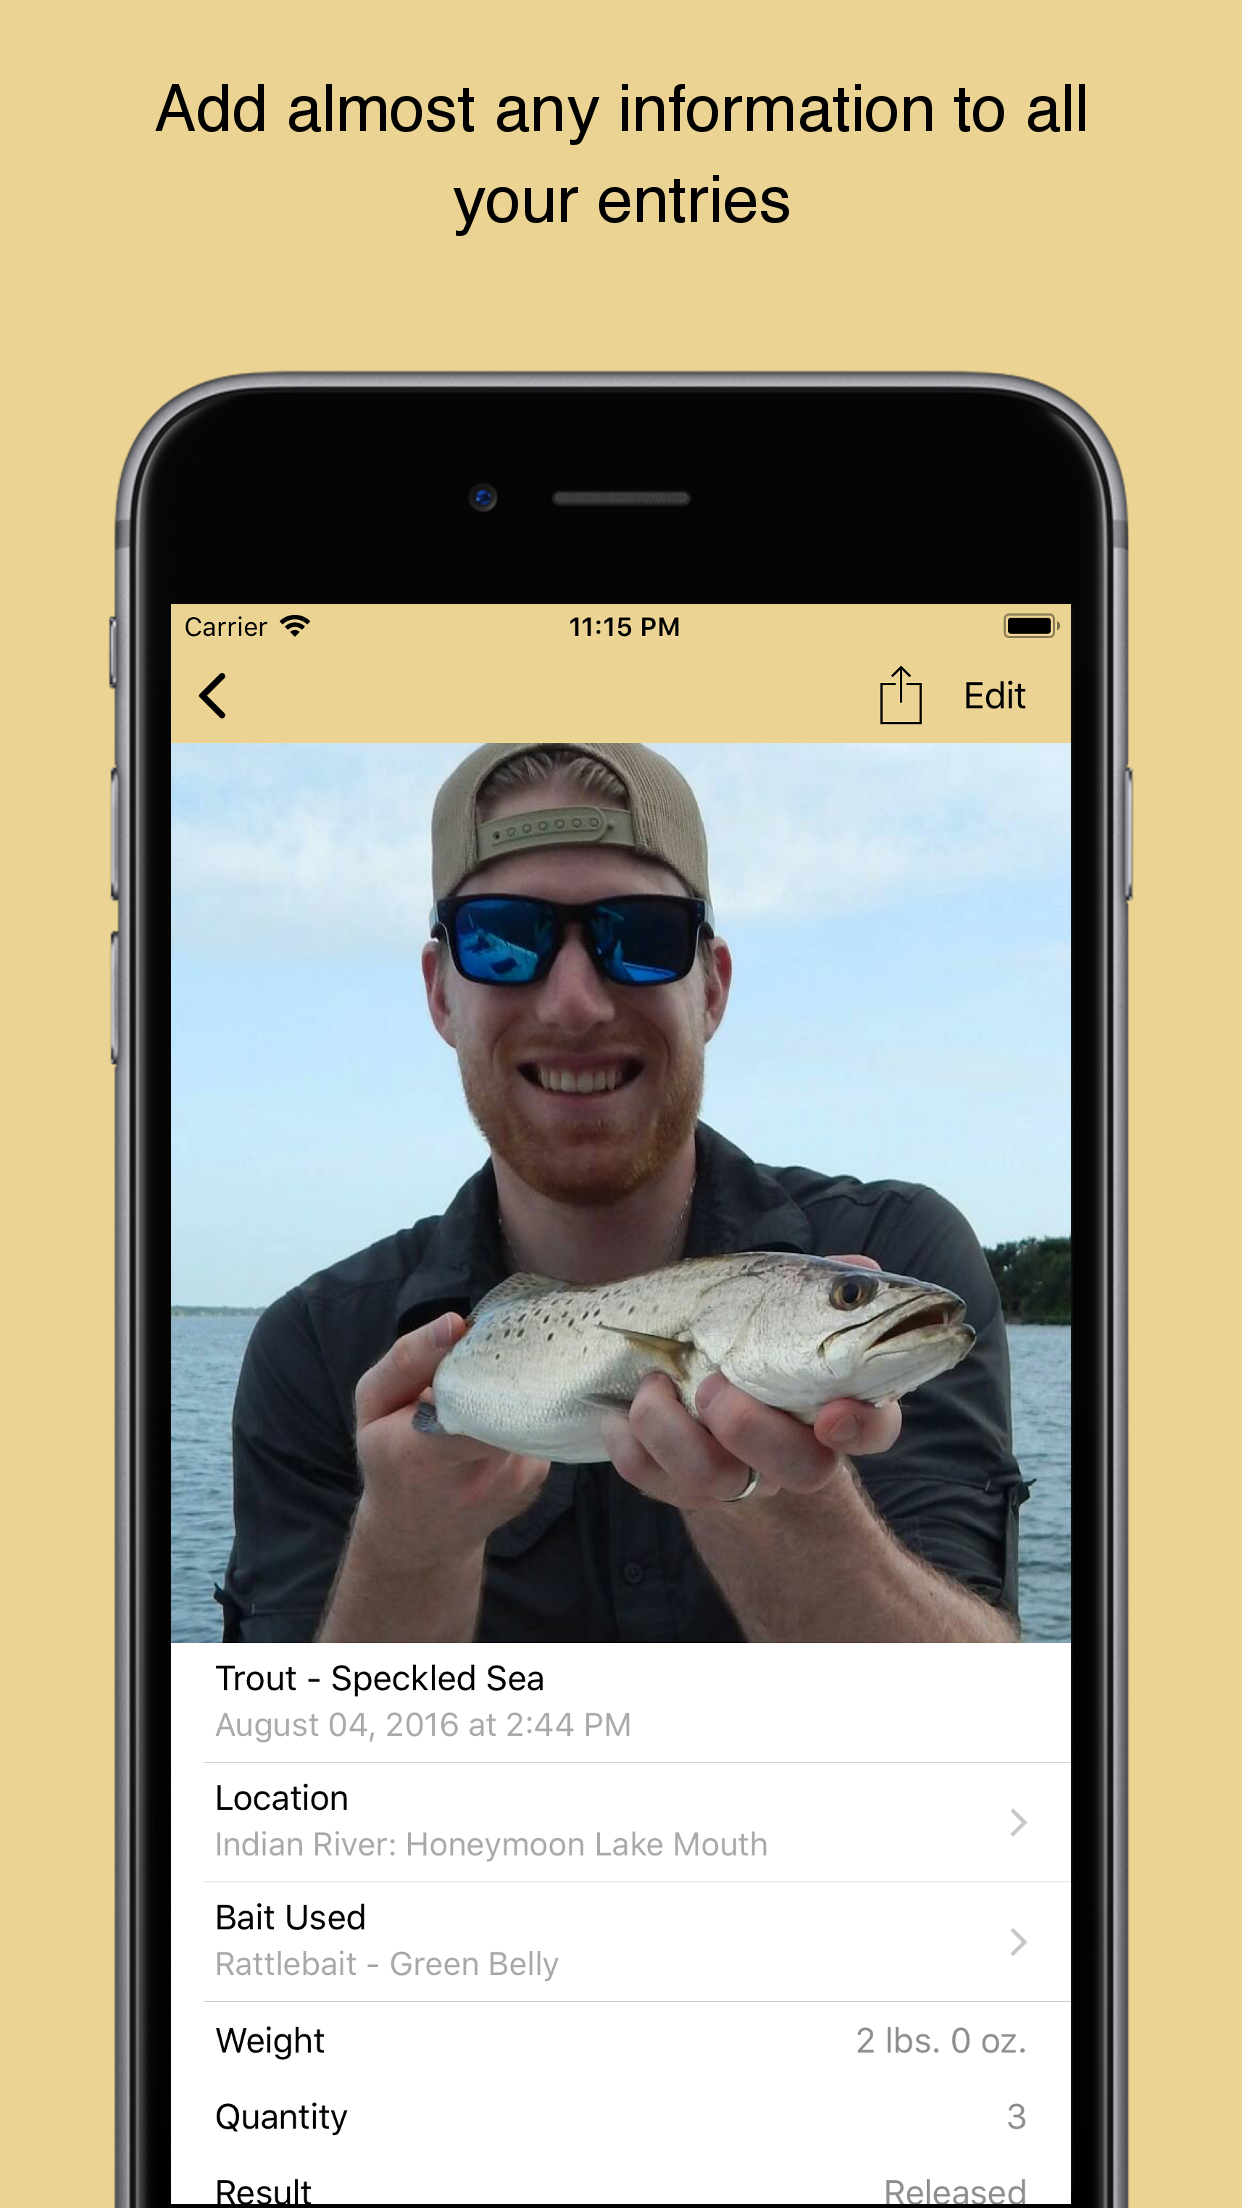 Add almost any information to all
your entries
Carrier 11:15 PM
Edit
Trout - Speckled Sea
August 04, 2016 at 2:44 PM
Location
Indian River: Honeymoon Lake Mouth
Bait Used
Rattlebait - Green Belly
Weight 2 lbs. 0 oz.
Quantity 3
Result Released